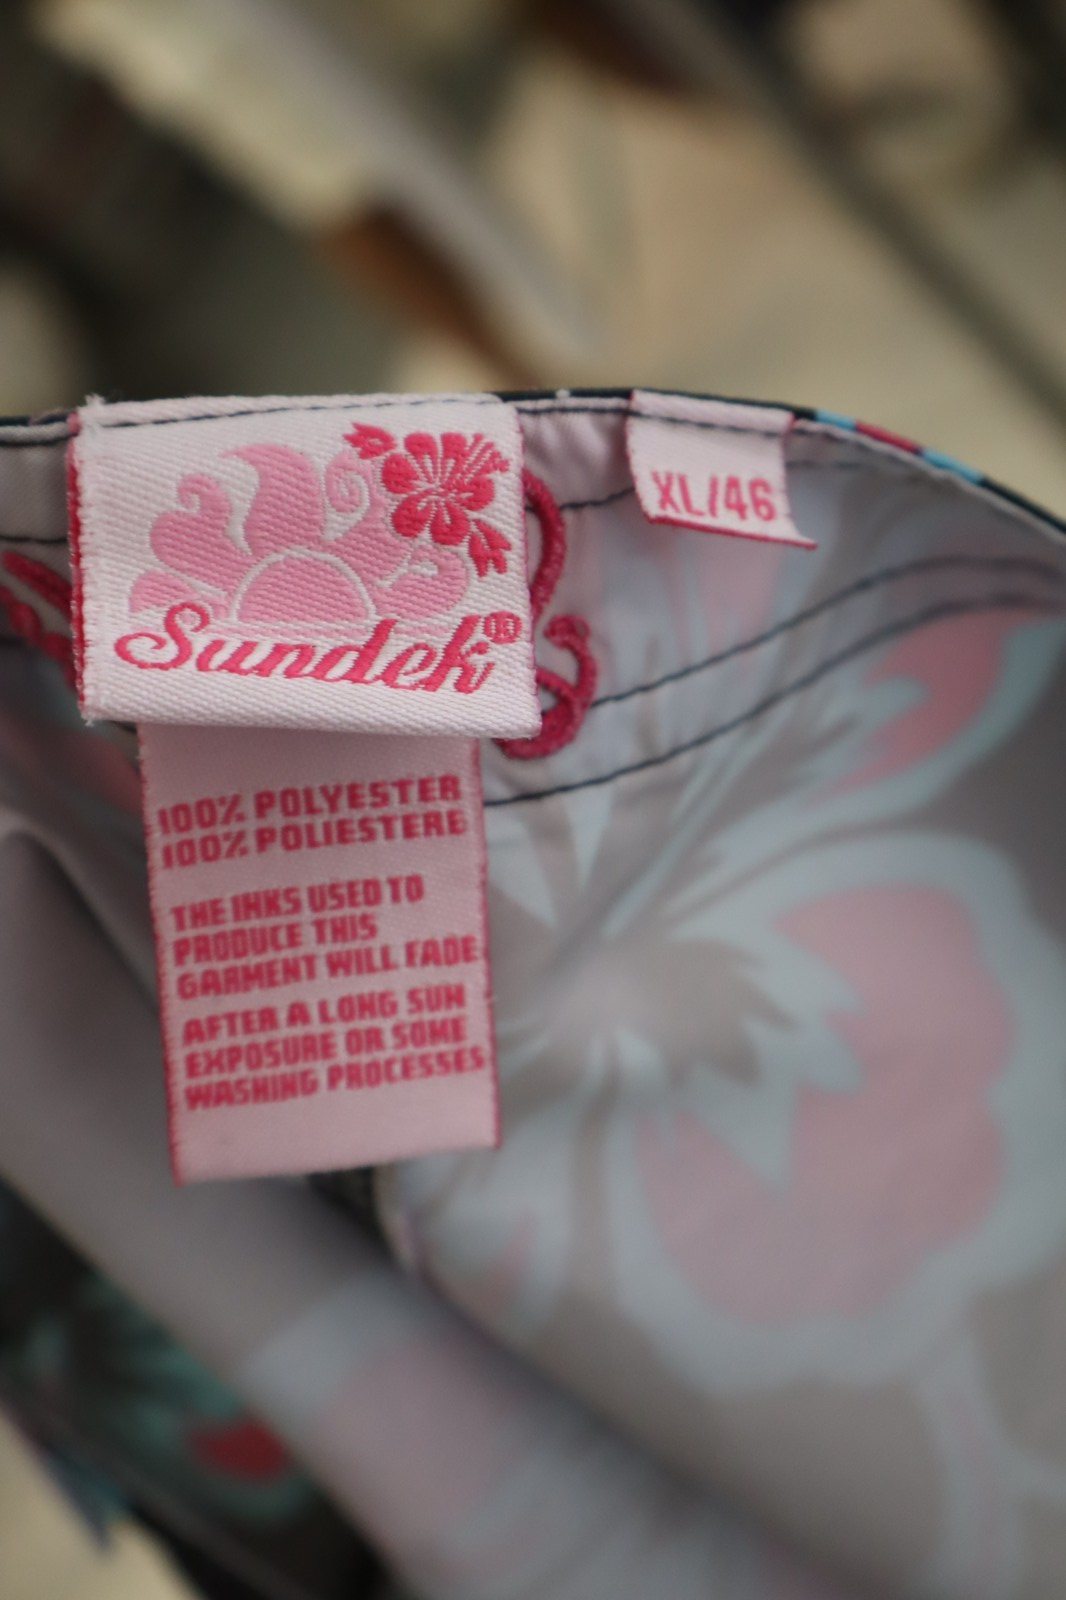 Sundek®
XL/46
100% POLYESTER
100% POLIESTERE
THE INKS USED TO
PRODUCE THIS
GARMENT WILL FADE
AFTER A LONG SUN
EXPOSURE OR SOME
WASHING PROCESSES